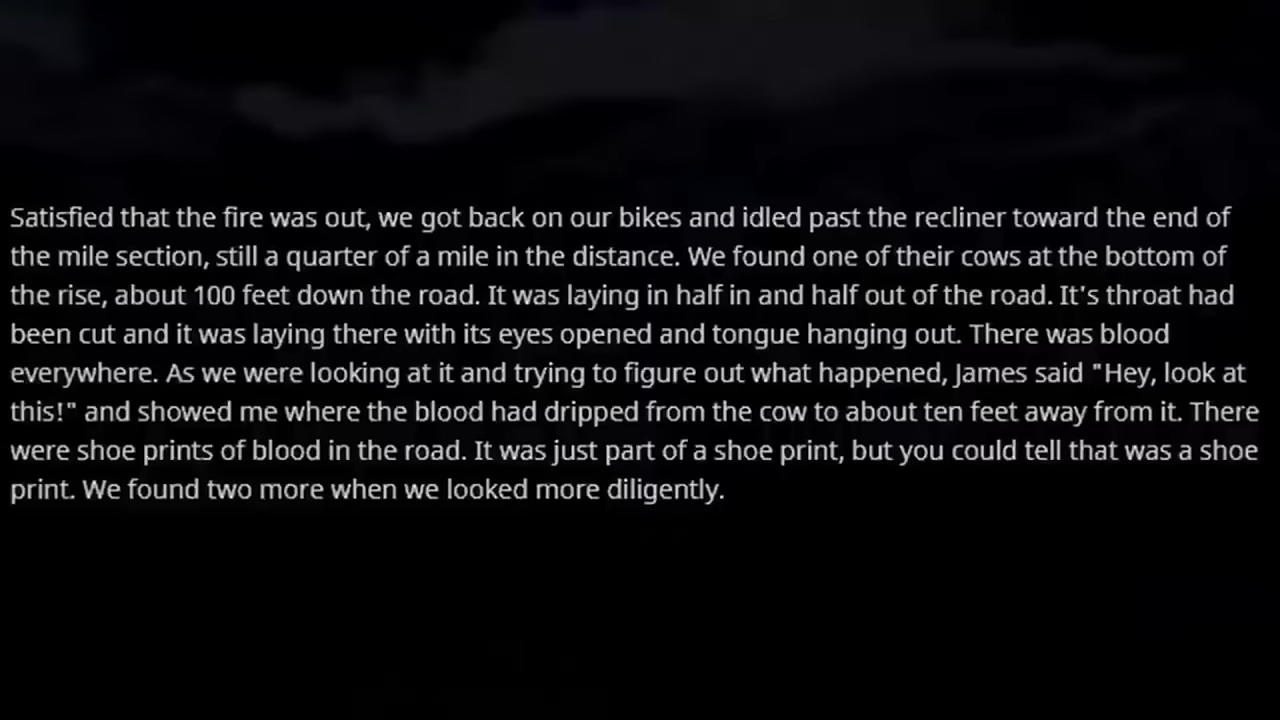 Satisfied that the fire was out, we got back on our bikes and idled past the recliner toward the end of
the mile section, still a quarter of a mile in the distance. We found one of their cows at the bottom of
the rise, about 100 feet down the road. It was laying in half in and half out of the road. It's throat had
been cut and it was laying there with its eyes opened and tongue hanging out. There was blood
everywhere. As we were looking at it and trying to figure out what happened, James said "Hey, look at
this!" and showed me where the blood had dripped from the cow to about ten feet away from it. There
were shoe prints of blood in the road. It was just part of a shoe print, but you could tell that was a shoe
print. We found two more when we looked more diligently.